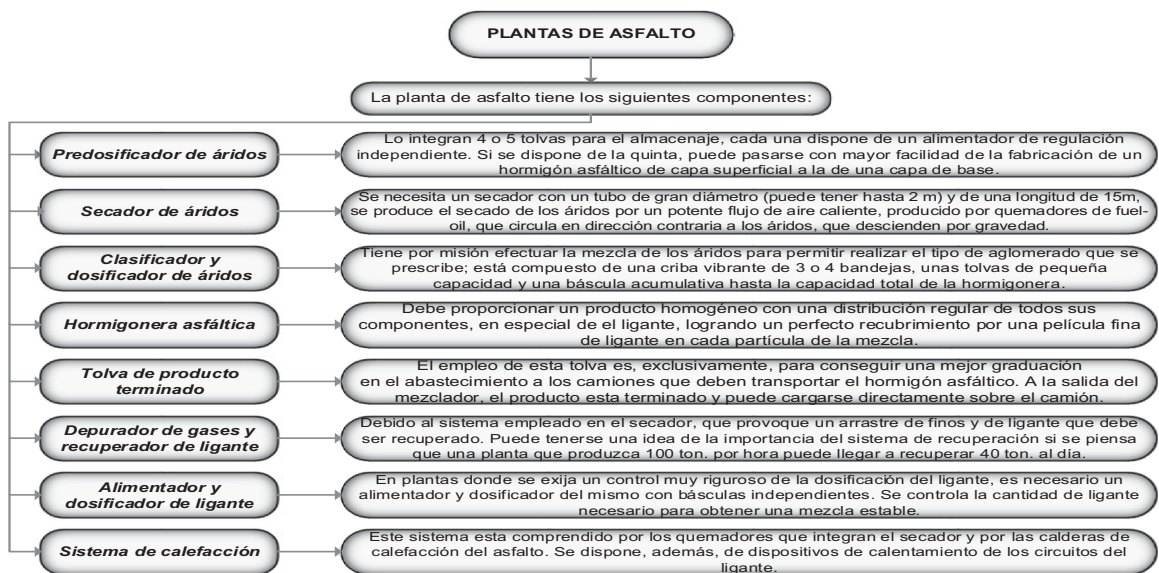 PLANTAS DE ASFALTO
La planta de asfalto tiene los siguientes componentes:
Predosificador de áridos
Lo integran 4 o 5 tolvas para el almacenaje, cada una dispone de un alimentador de regulación
independiente. Si se dispone de la quinta, puede pasarse con mayor facilidad de la fabricación de un
hormigón asfáltico de capa superficial a la de una capa de base.
Secador de áridos
Se necesita un secador con un tubo de gran diámetro (puede tener hasta 2 m) y de una longitud de 15m,
se produce el secado de los áridos por un potente flujo de aire caliente, producido por quemadores de fuel-
oil, que circula en dirección contraria a los áridos, que descienden por gravedad.
Clasificador y
dosificador de áridos
Tiene por misión efectuar la mezcla de los áridos para permitir realizar el tipo de aglomerado que se
prescribe; está compuesto de una criba vibrante de 3 o 4 bandejas, unas tolvas de pequeña
capacidad y una báscula acumulativa hasta la capacidad total de la hormigonera.
Hormigonera asfáltica
Debe proporcionar un producto homogéneo con una distribución regular de todos sus
componentes, en especial de el ligante, logrando un perfecto recubrimiento por una película fina
de ligante en cada partícula de la mezcla.
Tolva de producto
terminado
El empleo de esta tolva es, exclusivamente, para conseguir una mejor graduación
en el abastecimiento a los camiones que deben transportar el hormigón asfáltico. A la salida del
mezclador, el producto esta terminado y puede cargarse directamente sobre el camión.
Depurador de gases y
recuperador de ligante
Debido al sistema empleado en el secador, que provoque un arrastre de finos y de ligante que debe
ser recuperado. Puede tenerse una idea de la importancia del sistema de recuperación si se piensa
que una planta que produzca 100 ton. por hora puede llegar a recuperar 40 ton. al día.
Alimentador y
dosificador de ligante
En plantas donde se exija un control muy riguroso de la dosificación del ligante, es necesario un
alimentador y dosificador del mismo con básculas independientes. Se controla la cantidad de ligante
necesario para obtener una mezcla estable.
Sistema de calefacción
Este sistema esta comprendido por los quemadores que integran el secador y por las calderas de
calefacción del asfalto. Se dispone, además, de dispositivos de calentamiento de los circuitos del
ligante.